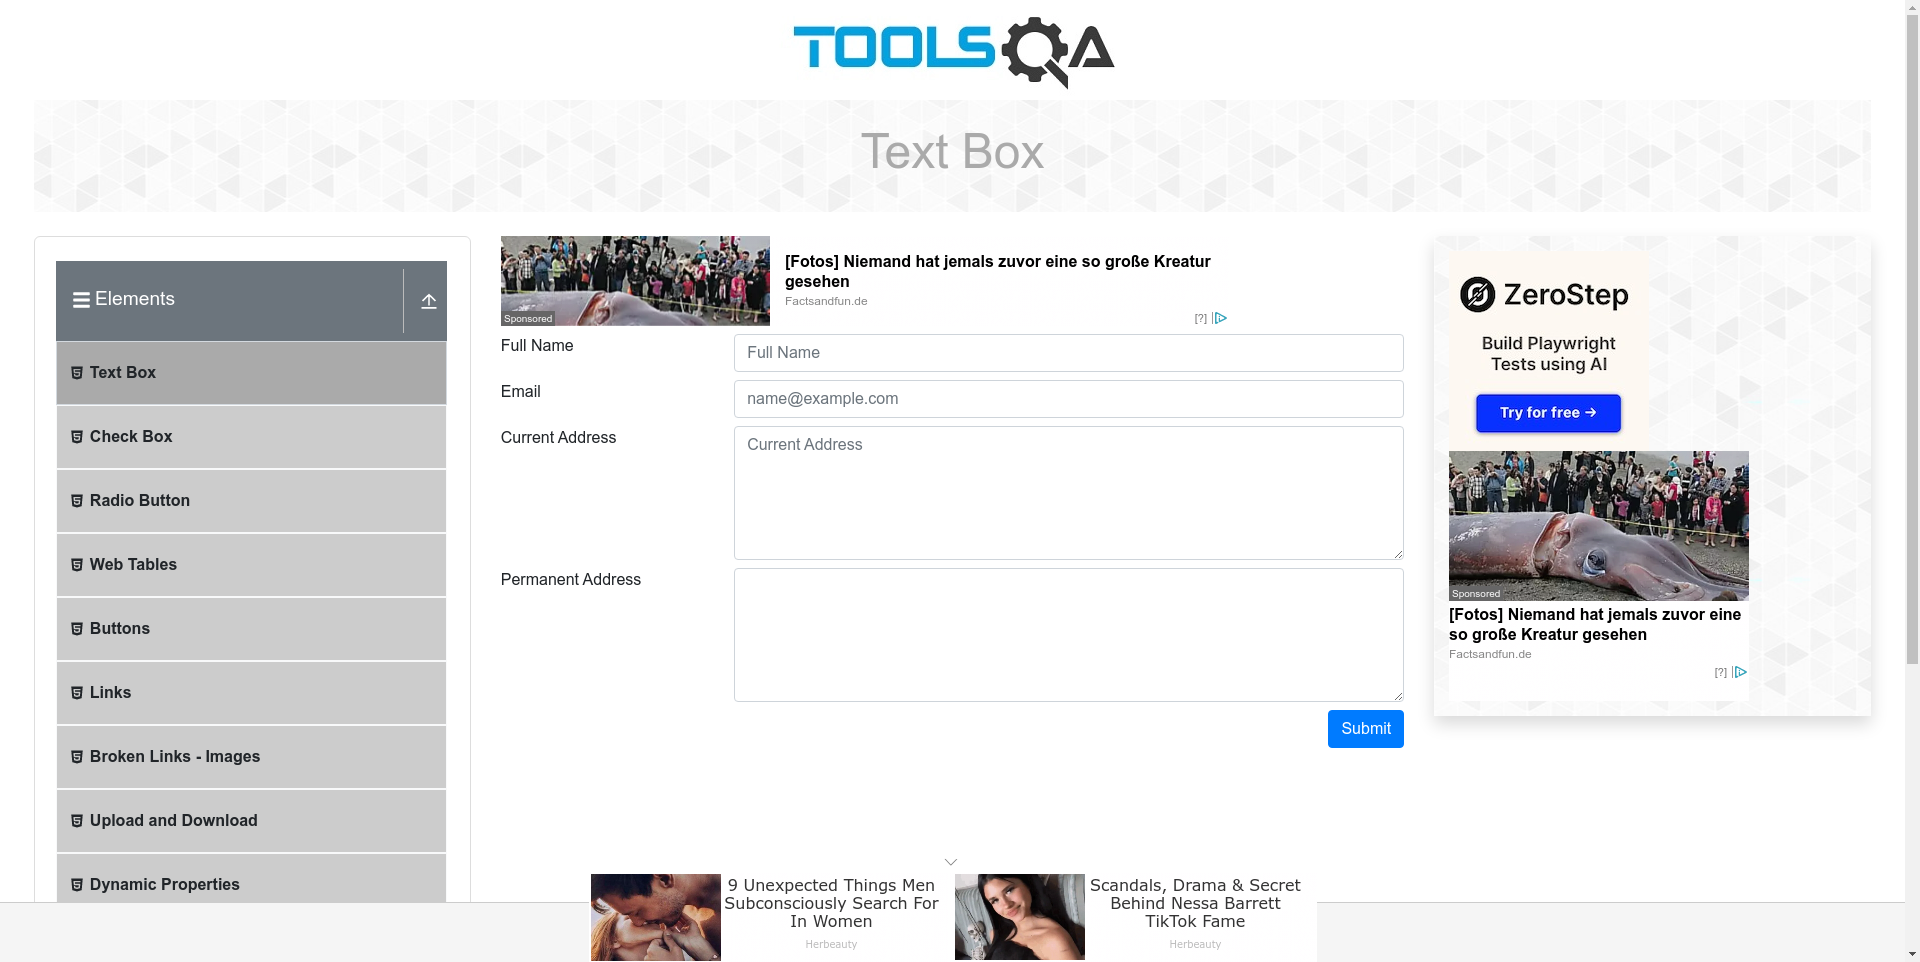 TOOLSQA
Text Box
Elements
Text Box
Check Box
Radio Button
Web Tables
Buttons
Links
Broken Links - Images
Upload and Download
Dynamic Properties
Sponsored
[Fotos] Niemand hat jemals zuvor eine so große Kreatur
gesehen
Factsandfun.de
[?]
Full Name
Full Name
Email
name@example.com
Current Address
Current Address
Permanent Address
Submit
ZeroStep
Build Playwright
Tests using AI
Try for free →
Sponsored
[Fotos] Niemand hat jemals zuvor eine
so große Kreatur gesehen
Factsandfun.de
[?]
9 Unexpected Things Men
Subconsciously Search For
In Women
Herbeauty
Scandals, Drama & Secret
Behind Nessa Barrett
TikTok Fame
Herbeauty